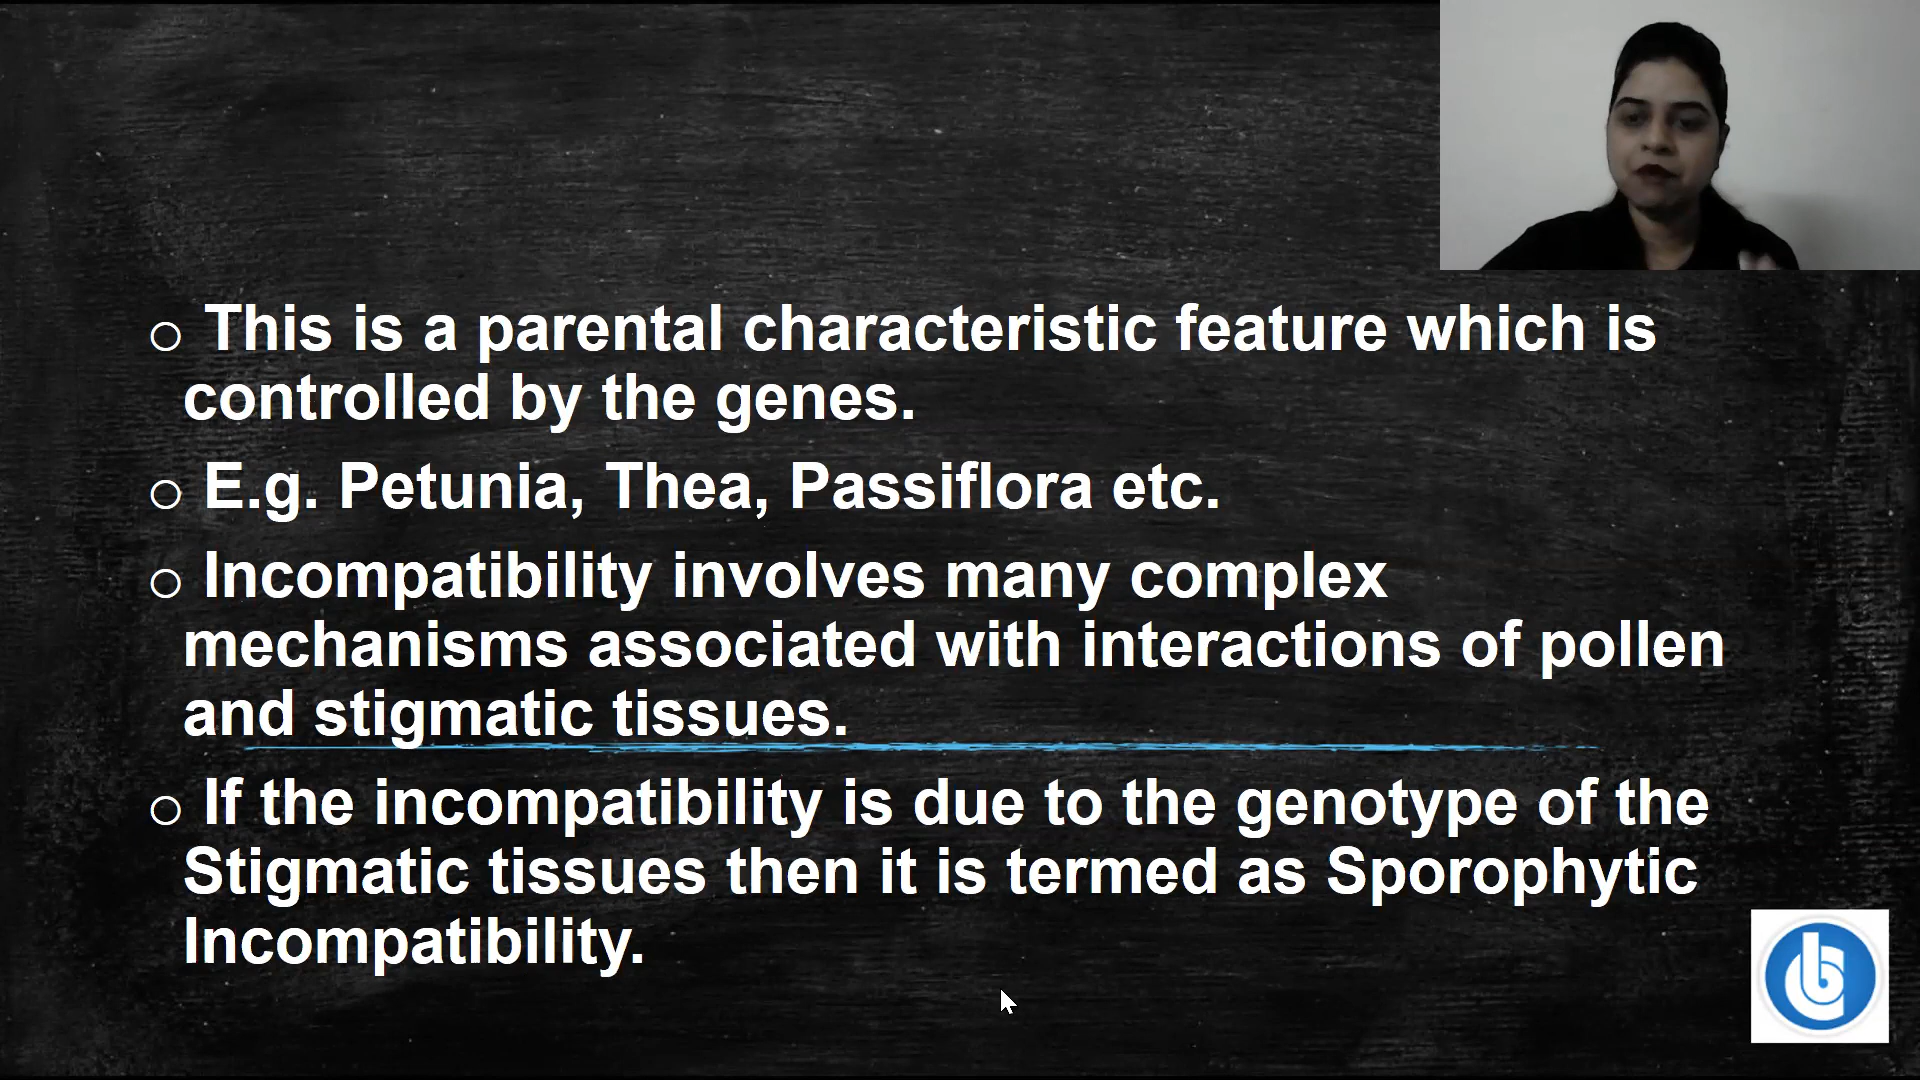 ○ This is a parental characteristic feature which is
controlled by the genes.
○ E.g. Petunia, Thea, Passiflora etc.
○ Incompatibility involves many complex
mechanisms associated with interactions of pollen
and stigmatic tissues.
○ If the incompatibility is due to the genotype of the
Stigmatic tissues then it is termed as Sporophytic
Incompatibility.